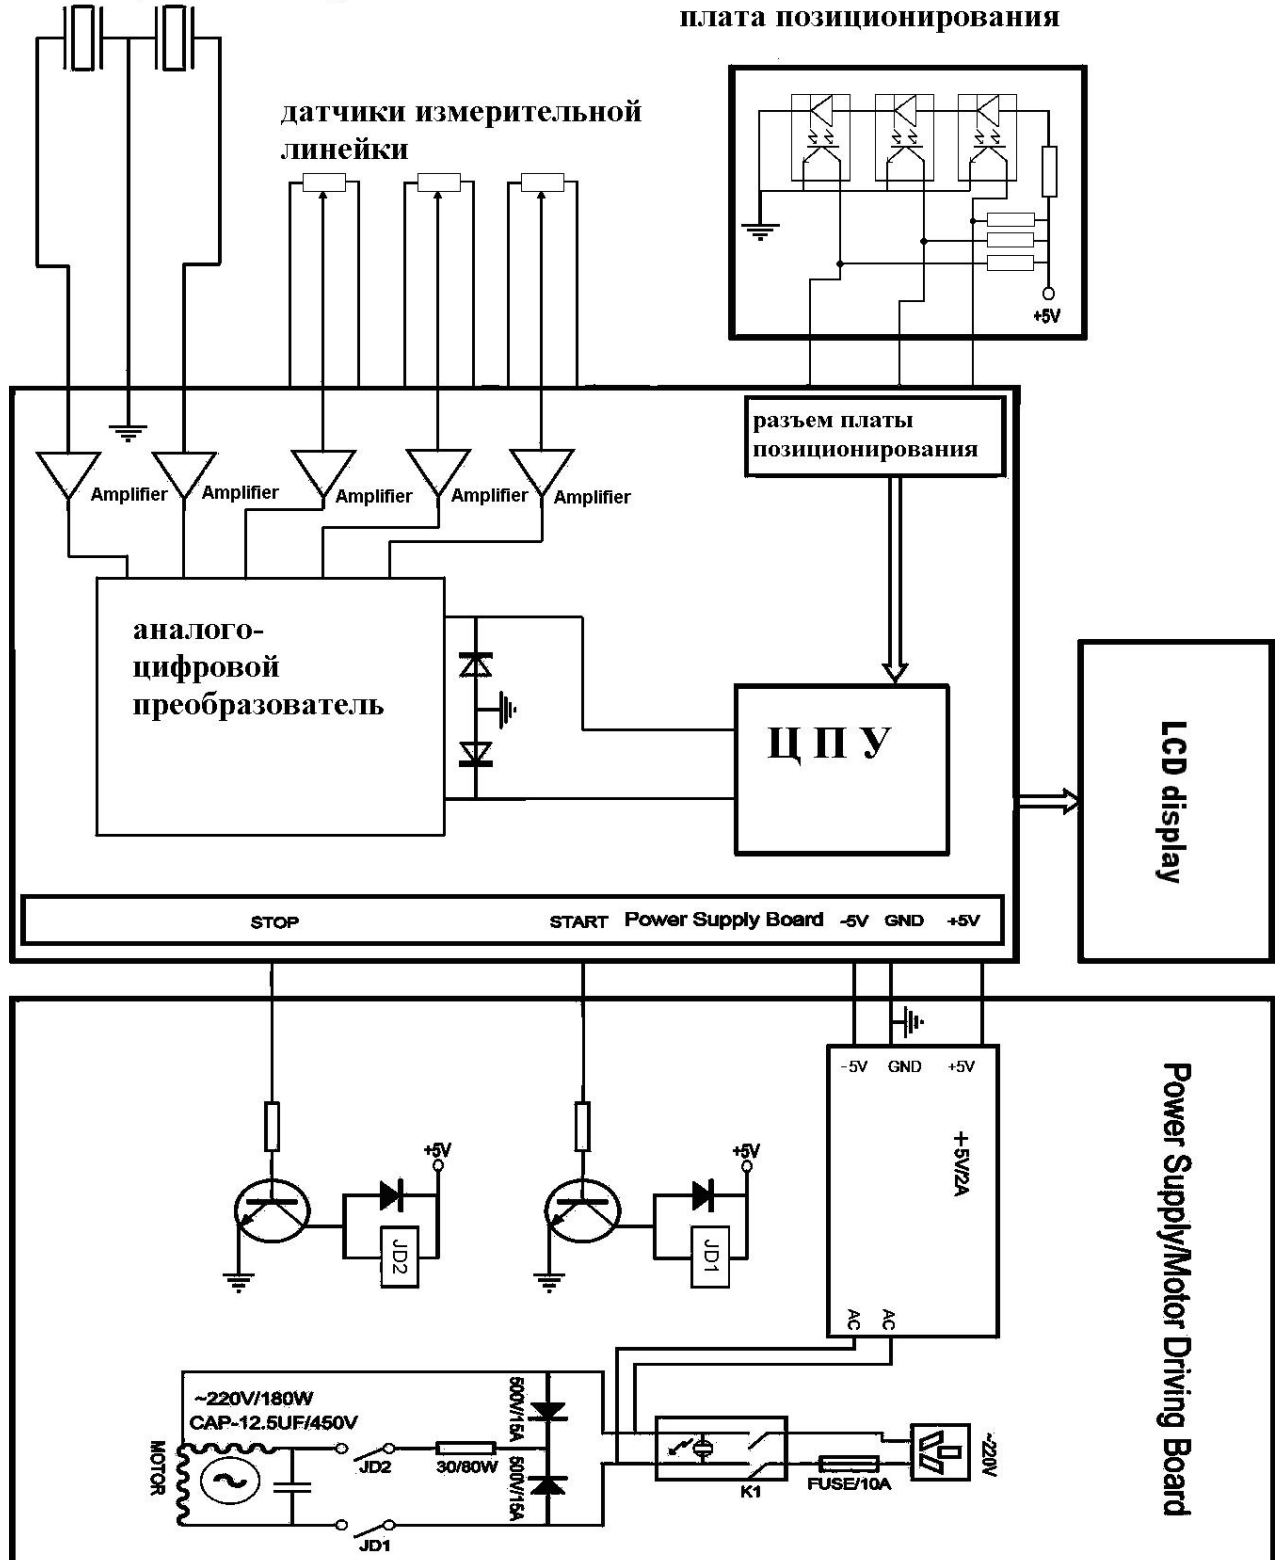 плата позиционирования
датчики измерительной
линейки
+5V
разъем платы
позиционирования
Amplifier
Amplifier
Amplifier
Amplifier
Amplifier
аналого-
цифровой
преобразователь
Ц П У
LCD display
STOP
START
Power Supply Board
-5V
GND
+5V
-5V
GND
+5V
+5V/2A
AC
AC
Power Supply/Motor Driving Board
+5V
JD2
+5V
JD1
~220V/180W
CAP-12.5UF/450V
MOTOR
JD2
30/80W
500V/15A
500V/15A
JD1
K1
FUSE/10A
~220V